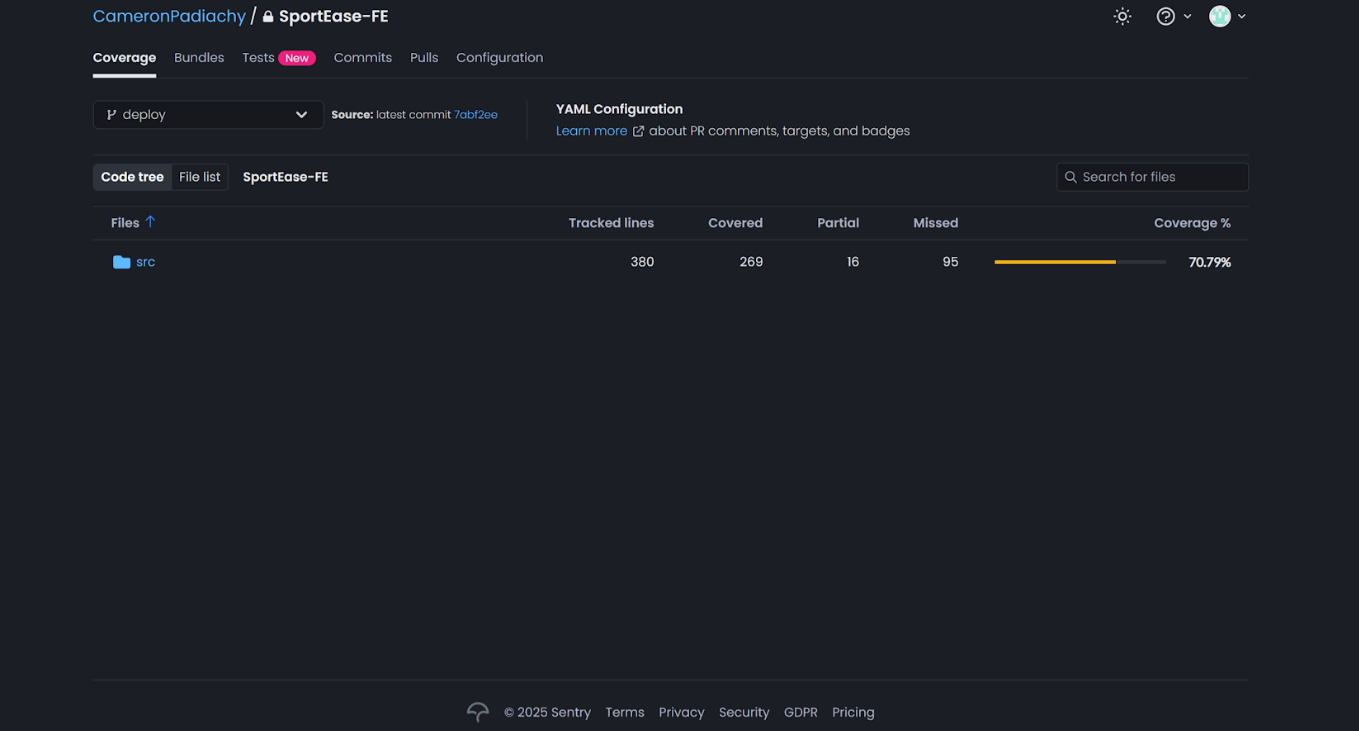 CameronPadiachy / SportEase-FE
Coverage Bundles Tests New Commits Pulls Configuration
deploy Source: latest commit 7abf2ee
YAML Configuration
Learn more about PR comments, targets, and badges
Code tree File list SportEase-FE Search for files
Files Tracked lines Covered Partial Missed Coverage %
src 380 269 16 95 70.79%
© 2025 Sentry Terms Privacy Security GDPR Pricing